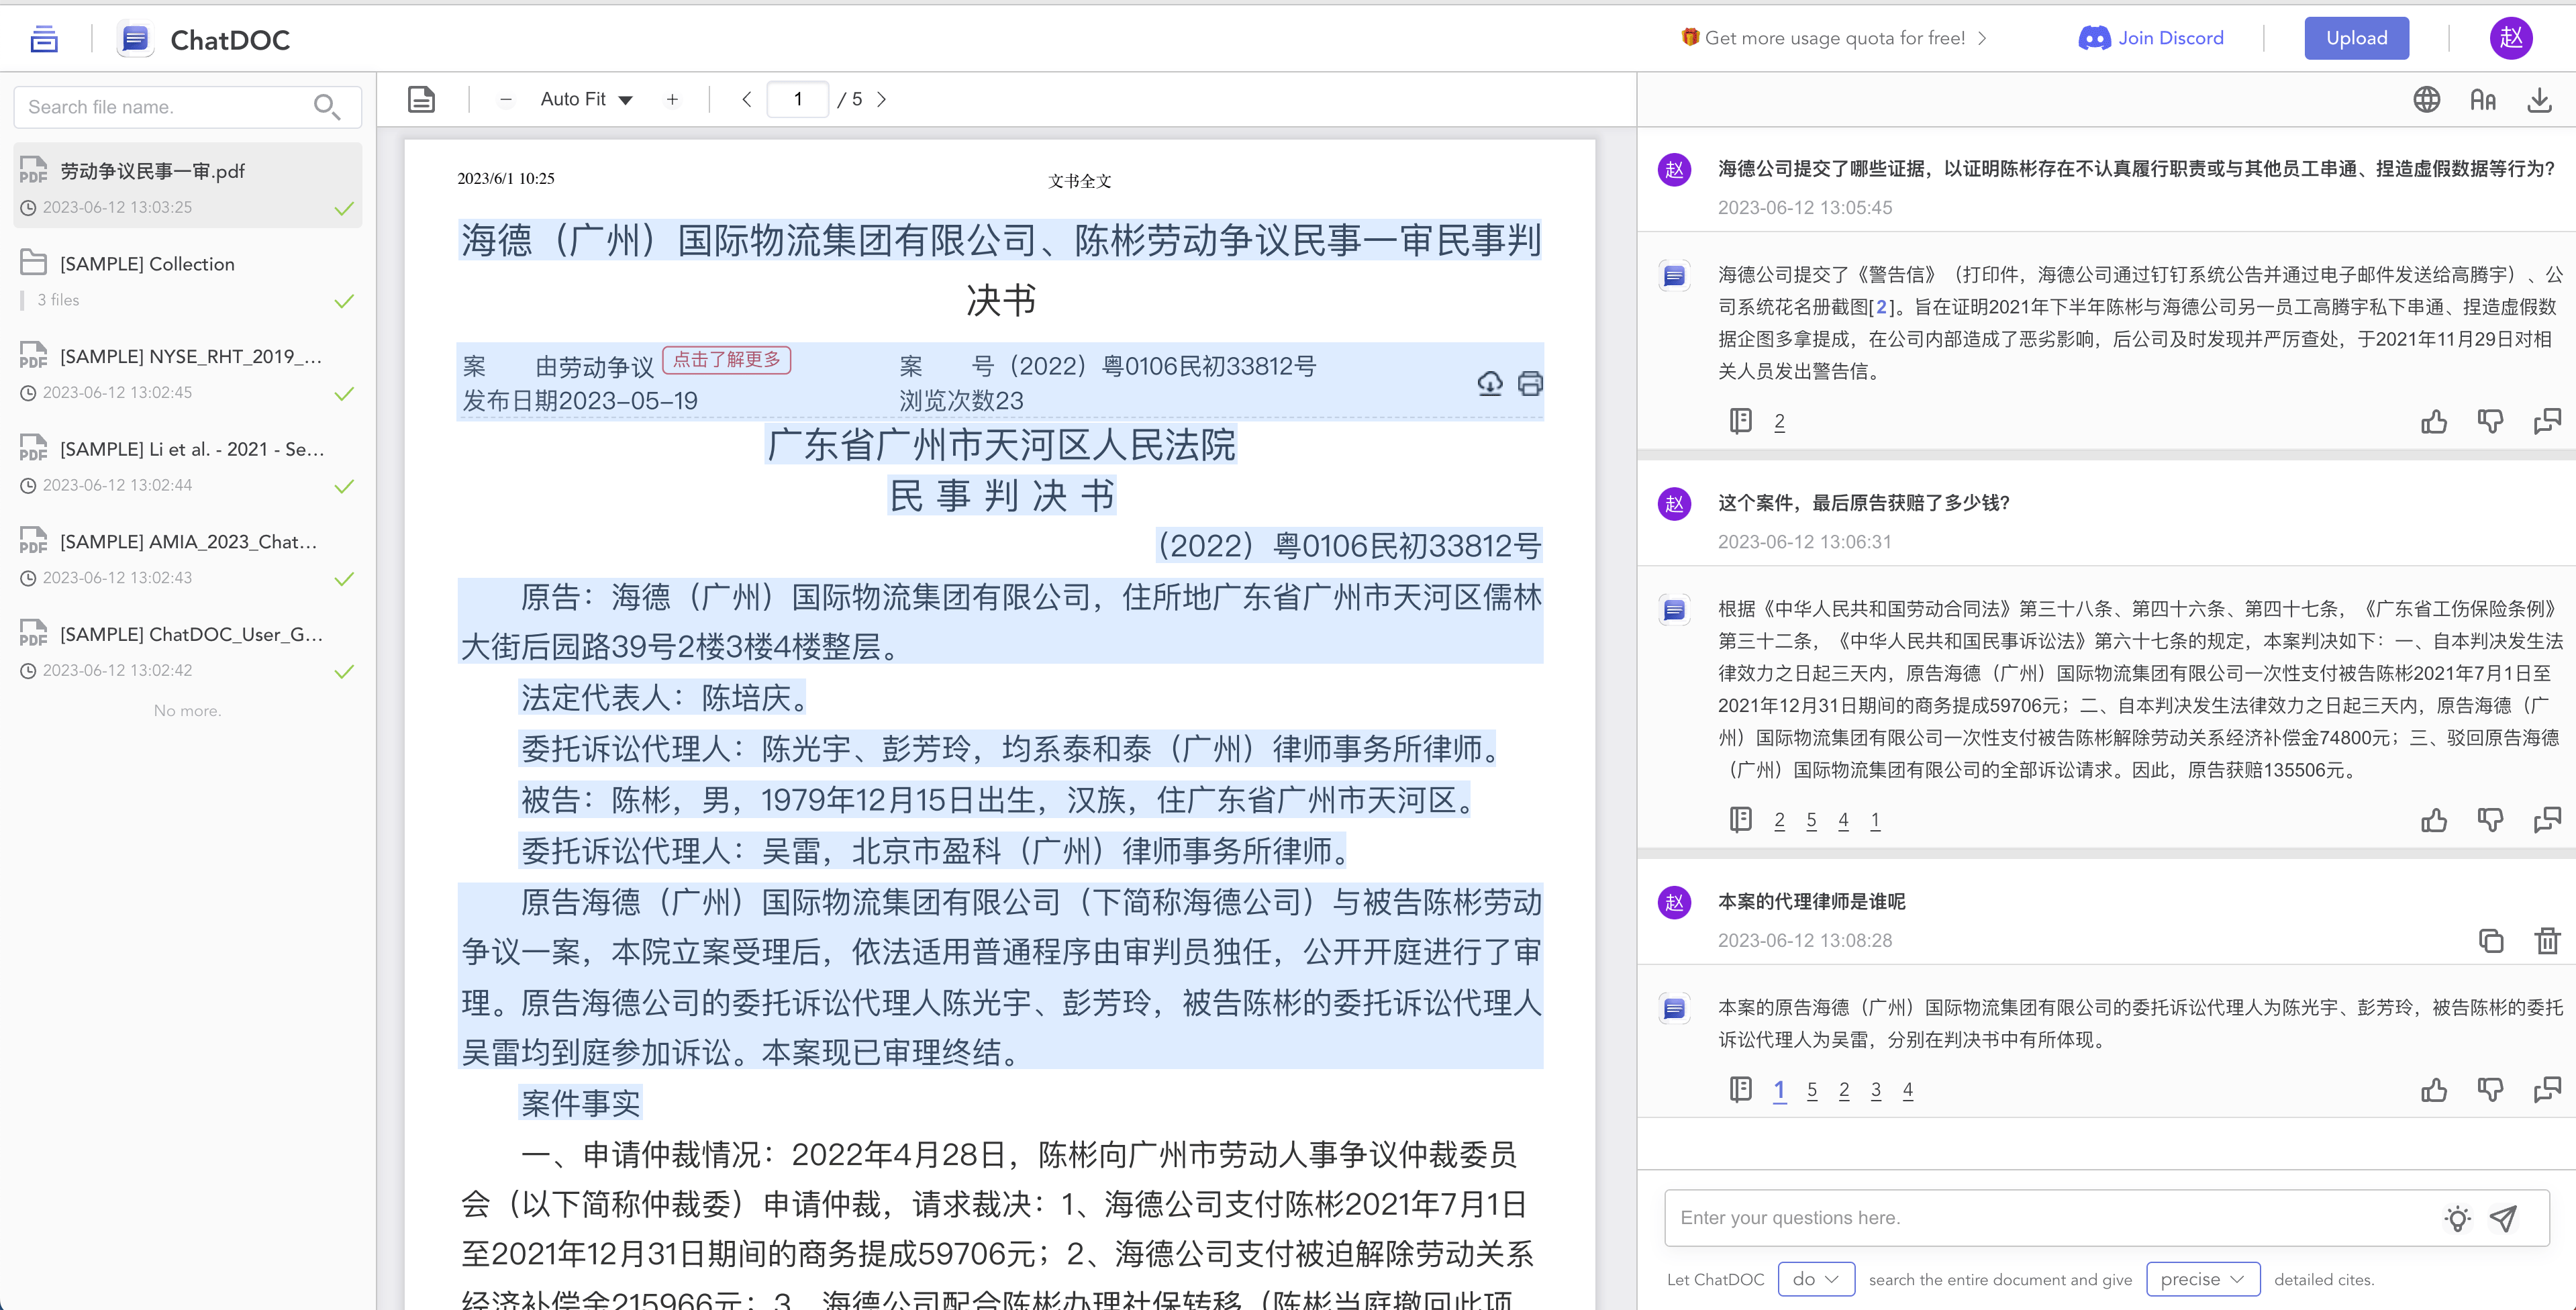 ChatDOC
Get more usage quota for free!
Join Discord
Upload
赵
Search file name.
劳动争议民事一审.pdf
2023-06-12 13:03:25
[SAMPLE] Collection
3 files
PDF
[SAMPLE] NYSE_RHT_2019_...
2023-06-12 13:02:45
PDF
[SAMPLE] Li et al. - 2021 - Se...
2023-06-12 13:02:44
PDF
[SAMPLE] AMIA_2023_Chat...
2023-06-12 13:02:43
PDF
[SAMPLE] ChatDOC_User_G...
2023-06-12 13:02:42
No more.
Auto Fit
1 / 5
2023/6/1 10:25 文书全文
海德（广州）国际物流集团有限公司、陈彬劳动争议民事一审民事判
决书
案 由劳动争议 点击了解更多 案 号（2022）粤0106民初33812号
发布日期2023-05-19 浏览次数23
广东省广州市天河区人民法院
民 事 判 决 书
（2022）粤0106民初33812号
原告：海德（广州）国际物流集团有限公司，住所地广东省广州市天河区儒林
大街后园路39号2楼3楼4楼整层。
法定代表人：陈培庆。
委托诉讼代理人：陈光宇、彭芳玲，均系泰和泰（广州）律师事务所律师。
被告：陈彬，男，1979年12月15日出生，汉族，住广东省广州市天河区。
委托诉讼代理人：吴雷，北京市盈科（广州）律师事务所律师。
原告海德（广州）国际物流集团有限公司（下简称海德公司）与被告陈彬劳动
争议一案，本院立案受理后，依法适用普通程序由审判员独任，公开开庭进行了审
理。原告海德公司的委托诉讼代理人陈光宇、彭芳玲，被告陈彬的委托诉讼代理人
吴雷均到庭参加诉讼。本案现已审理终结。
案件事实
一、申请仲裁情况：2022年4月28日，陈彬向广州市劳动人事争议仲裁委员
会（以下简称仲裁委）申请仲裁，请求裁决：1、海德公司支付陈彬2021年7月1日
至2021年12月31日期间的商务提成59706元；2、海德公司支付被迫解除劳动关系
经济补偿金215966元；3、海德公司配合陈彬办理社保转移（陈彬当庭撤回此项
赵
海德公司提交了哪些证据，以证明陈彬存在不认真履行职责或与其他员工串通、捏造虚假数据等行为?
2023-06-12 13:05:45
海德公司提交了《警告信》（打印件，海德公司通过钉钉系统公告并通过电子邮件发送给高腾宇）、公
司系统花名册截图[2]。旨在证明2021年下半年陈彬与海德公司另一员工高腾宇私下串通、捏造虚假数
据企图多拿提成，在公司内部造成了恶劣影响，后公司及时发现并严厉查处，于2021年11月29日对相
关人员发出警告信。
2
赵
这个案件，最后原告获赔了多少钱?
2023-06-12 13:06:31
根据《中华人民共和国劳动合同法》第三十八条、第四十六条、第四十七条，《广东省工伤保险条例》
第三十二条，《中华人民共和国民事诉讼法》第六十七条的规定，本案判决如下：一、自本判决发生法
律效力之日起三天内，原告海德（广州）国际物流集团有限公司一次性支付被告陈彬2021年7月1日至
2021年12月31日期间的商务提成59706元；二、自本判决发生法律效力之日起三天内，原告海德（广
州）国际物流集团有限公司一次性支付被告陈彬解除劳动关系经济补偿金74800元；三、驳回原告海德
（广州）国际物流集团有限公司的全部诉讼请求。因此，原告获赔135506元。
2 5 4 1
赵
本案的代理律师是谁呢
2023-06-12 13:08:28
本案的原告海德（广州）国际物流集团有限公司的委托诉讼代理人为陈光宇、彭芳玲，被告陈彬的委托
诉讼代理人为吴雷，分别在判决书中有所体现。
1 5 2 3 4
Enter your questions here.
Let ChatDOC do search the entire document and give precise detailed cites.